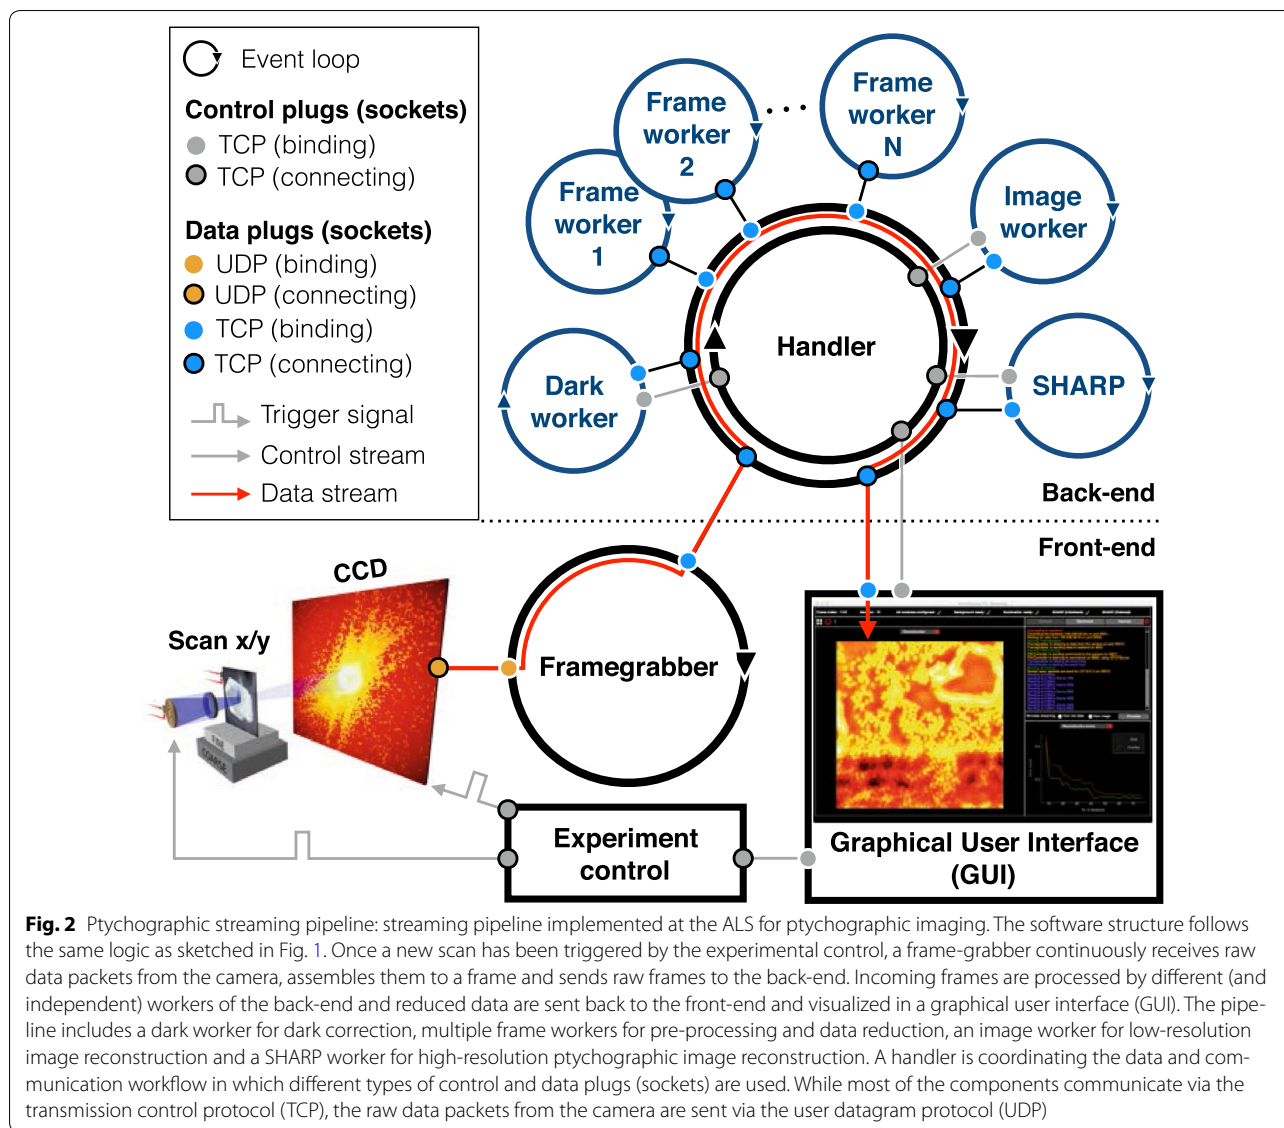 Event loop
Control plugs (sockets)
TCP (binding)
TCP (connecting)
Data plugs (sockets)
UDP (binding)
UDP (connecting)
TCP (binding)
TCP (connecting)
Trigger signal
Control stream
Data stream
Frame
worker
1
Frame
worker
2
Frame
worker
N
Image
worker
Handler
Dark
worker
SHARP
Back-end
Front-end
CCD
Scan x/y
FINE
COARSE
Framegrabber
Experiment
control
Graphical User Interface
(GUI)
Fig. 2 Ptychographic streaming pipeline: streaming pipeline implemented at the ALS for ptychographic imaging. The software structure follows
the same logic as sketched in Fig. 1. Once a new scan has been triggered by the experimental control, a frame-grabber continuously receives raw
data packets from the camera, assembles them to a frame and sends raw frames to the back-end. Incoming frames are processed by different (and
independent) workers of the back-end and reduced data are sent back to the front-end and visualized in a graphical user interface (GUI). The pipe-
line includes a dark worker for dark correction, multiple frame workers for pre-processing and data reduction, an image worker for low-resolution
image reconstruction and a SHARP worker for high-resolution ptychographic image reconstruction. A handler is coordinating the data and com-
munication workflow in which different types of control and data plugs (sockets) are used. While most of the components communicate via the
transmission control protocol (TCP), the raw data packets from the camera are sent via the user datagram protocol (UDP)